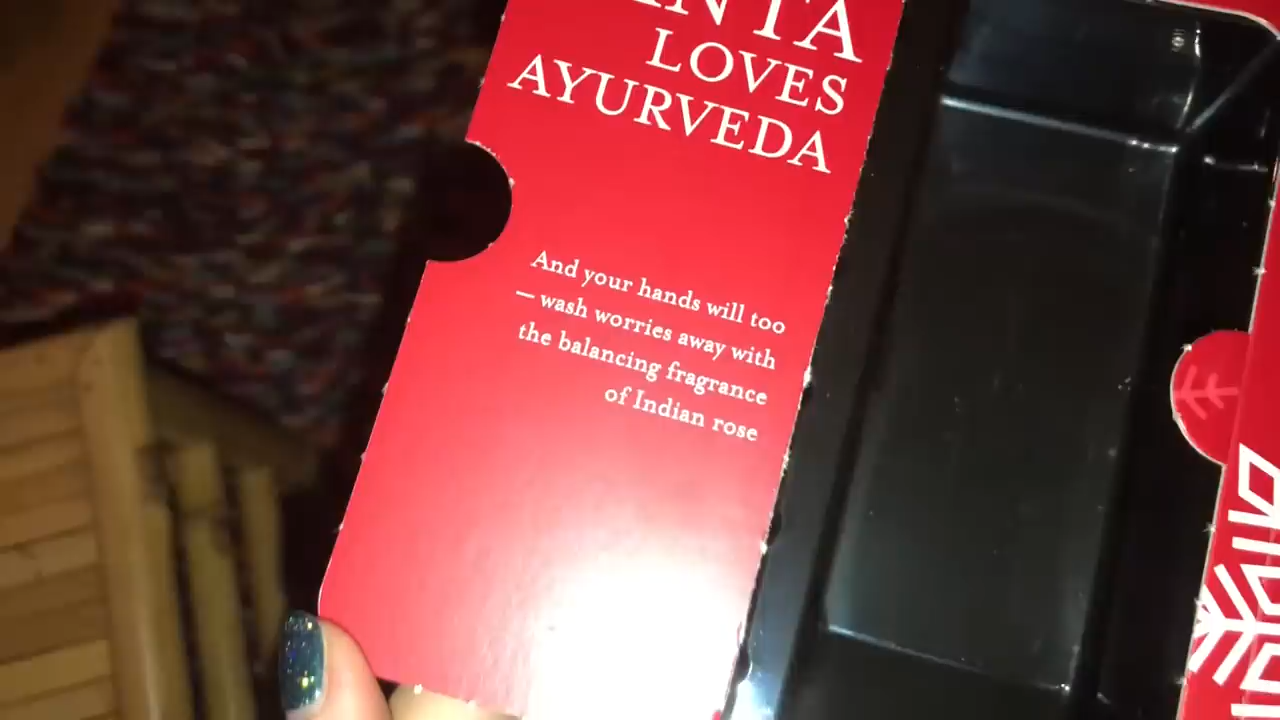 LOVES
AYURVEDA
And your hands will too
— wash worries away with
the balancing fragrance
of Indian rose